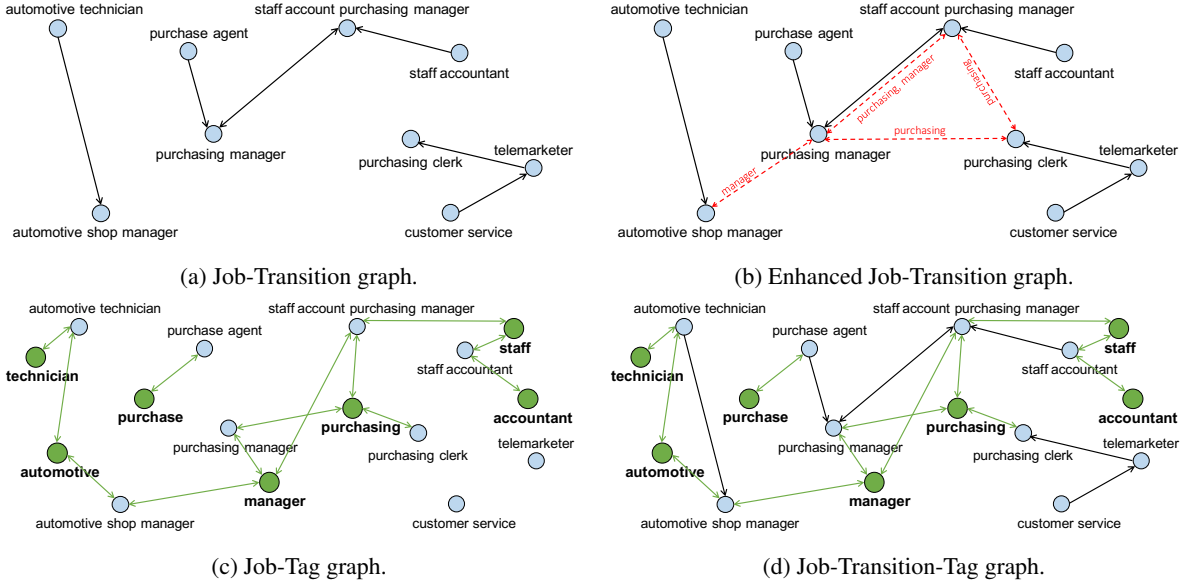 automotive technician
staff account purchasing manager
purchase agent
staff accountant
purchasing manager
purchasing clerk
telemarketer
automotive shop manager
customer service
(a) Job-Transition graph.
automotive technician
staff account purchasing manager
purchase agent
staff accountant
purchasing, manager
purchasing
purchasing
purchasing manager
purchasing clerk
telemarketer
manager
automotive shop manager
customer service
(b) Enhanced Job-Transition graph.
automotive technician
staff account purchasing manager
purchase agent
staff
technician
staff accountant
purchase
accountant
purchasing
purchasing manager
purchasing clerk
telemarketer
automotive
manager
automotive shop manager
customer service
(c) Job-Tag graph.
automotive technician
staff account purchasing manager
purchase agent
staff
technician
staff accountant
purchase
accountant
purchasing
purchasing manager
purchasing clerk
telemarketer
automotive
manager
automotive shop manager
customer service
(d) Job-Transition-Tag graph.